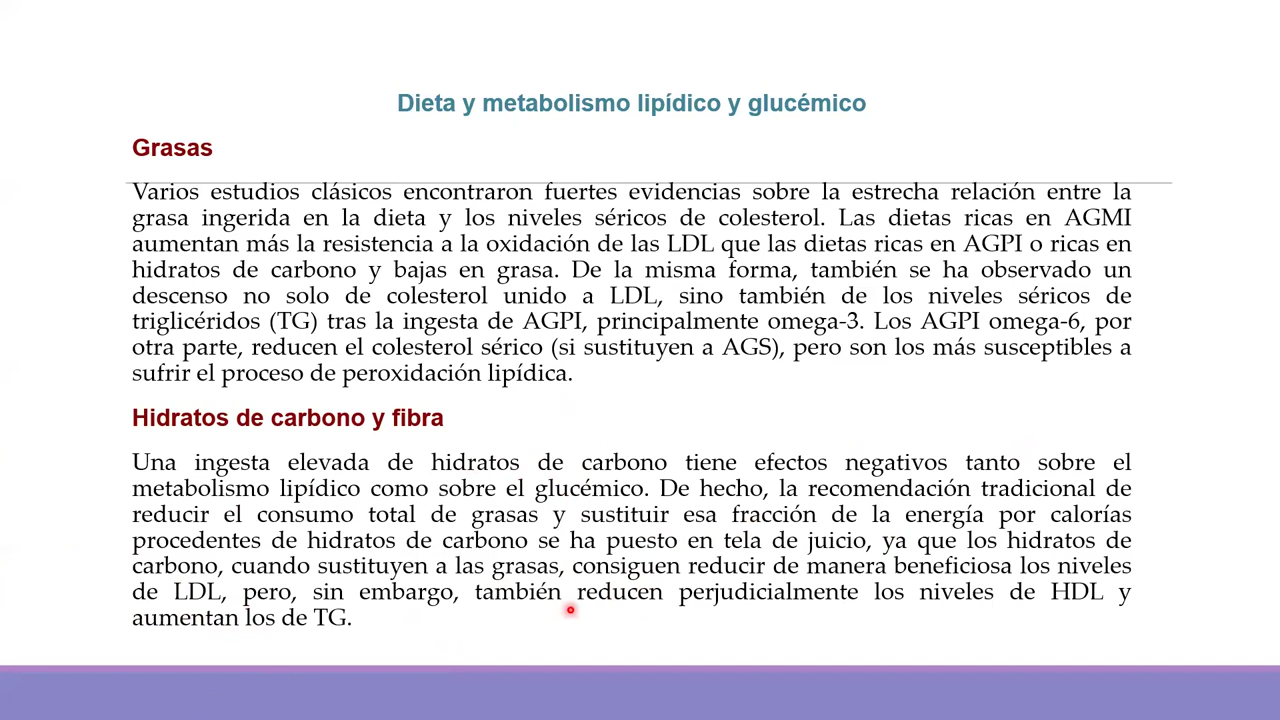 Dieta y metabolismo lipídico y glucémico
Grasas
Varios estudios clásicos encontraron fuertes evidencias sobre la estrecha relación entre la
grasa ingerida en la dieta y los niveles séricos de colesterol. Las dietas ricas en AGMI
aumentan más la resistencia a la oxidación de las LDL que las dietas ricas en AGPI o ricas en
hidratos de carbono y bajas en grasa. De la misma forma, también se ha observado un
descenso no solo de colesterol unido a LDL, sino también de los niveles séricos de
triglicéridos (TG) tras la ingesta de AGPI, principalmente omega-3. Los AGPI omega-6, por
otra parte, reducen el colesterol sérico (si sustituyen a AGS), pero son los más susceptibles a
sufrir el proceso de peroxidación lipídica.
Hidratos de carbono y fibra
Una ingesta elevada de hidratos de carbono tiene efectos negativos tanto sobre el
metabolismo lipídico como sobre el glucémico. De hecho, la recomendación tradicional de
reducir el consumo total de grasas y sustituir esa fracción de la energía por calorías
procedentes de hidratos de carbono se ha puesto en tela de juicio, ya que los hidratos de
carbono, cuando sustituyen a las grasas, consiguen reducir de manera beneficiosa los niveles
de LDL, pero, sin embargo, también reducen perjudicialmente los niveles de HDL y
aumentan los de TG.